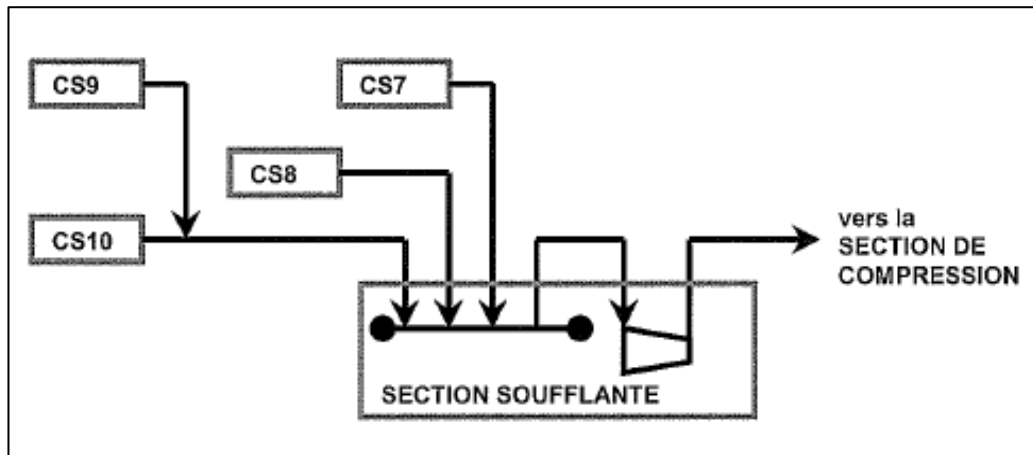 CS9
CS7
CS8
CS10
vers la
SECTION DE
COMPRESSION
SECTION SOUFFLANTE